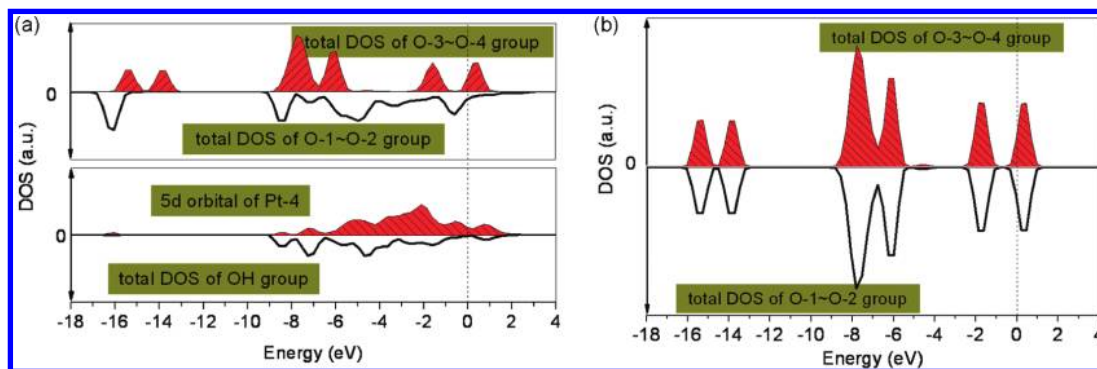 (a)
total DOS of O-3~O-4 group
0
total DOS of O-1~O-2 group
DOS (a.u.)
5d orbital of Pt-4
0
total DOS of OH group
-18 -16 -14 -12 -10 -8 -6 -4 -2 0 2 4
Energy (eV)
(b)
total DOS of O-3~O-4 group
DOS (a.u.)
0
total DOS of O-1~O-2 group
-18 -16 -14 -12 -10 -8 -6 -4 -2 0 2 4
Energy (eV)